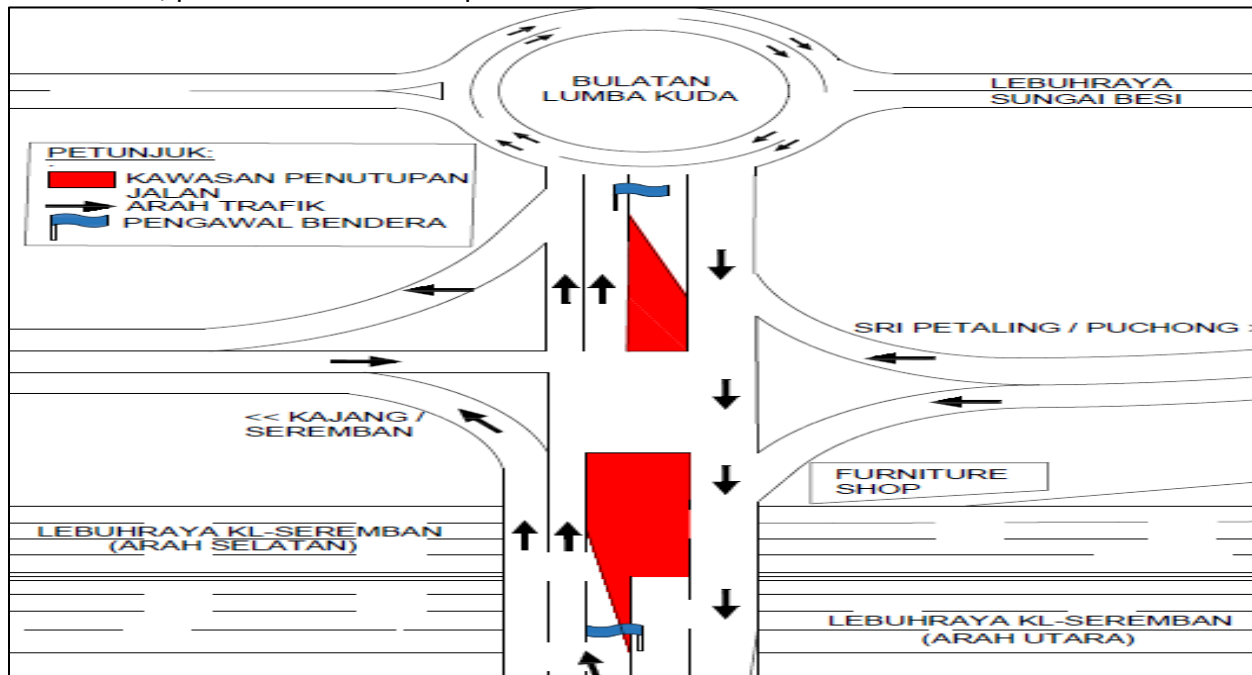 BULATAN
LUMBA KUDA
LEBUHRAYA
SUNGAI BESI
PETUNJUK:
KAWASAN PENUTUPAN
JALAN
ARAH TRAFIK
PENGAWAL BENDERA
SRI PETALING / PUCHONG >
<< KAJANG /
SEREMBAN
FURNITURE
SHOP
LEBUHRAYA KL-SEREMBAN
(ARAH SELATAN)
LEBUHRAYA KL-SEREMBAN
(ARAH UTARA)